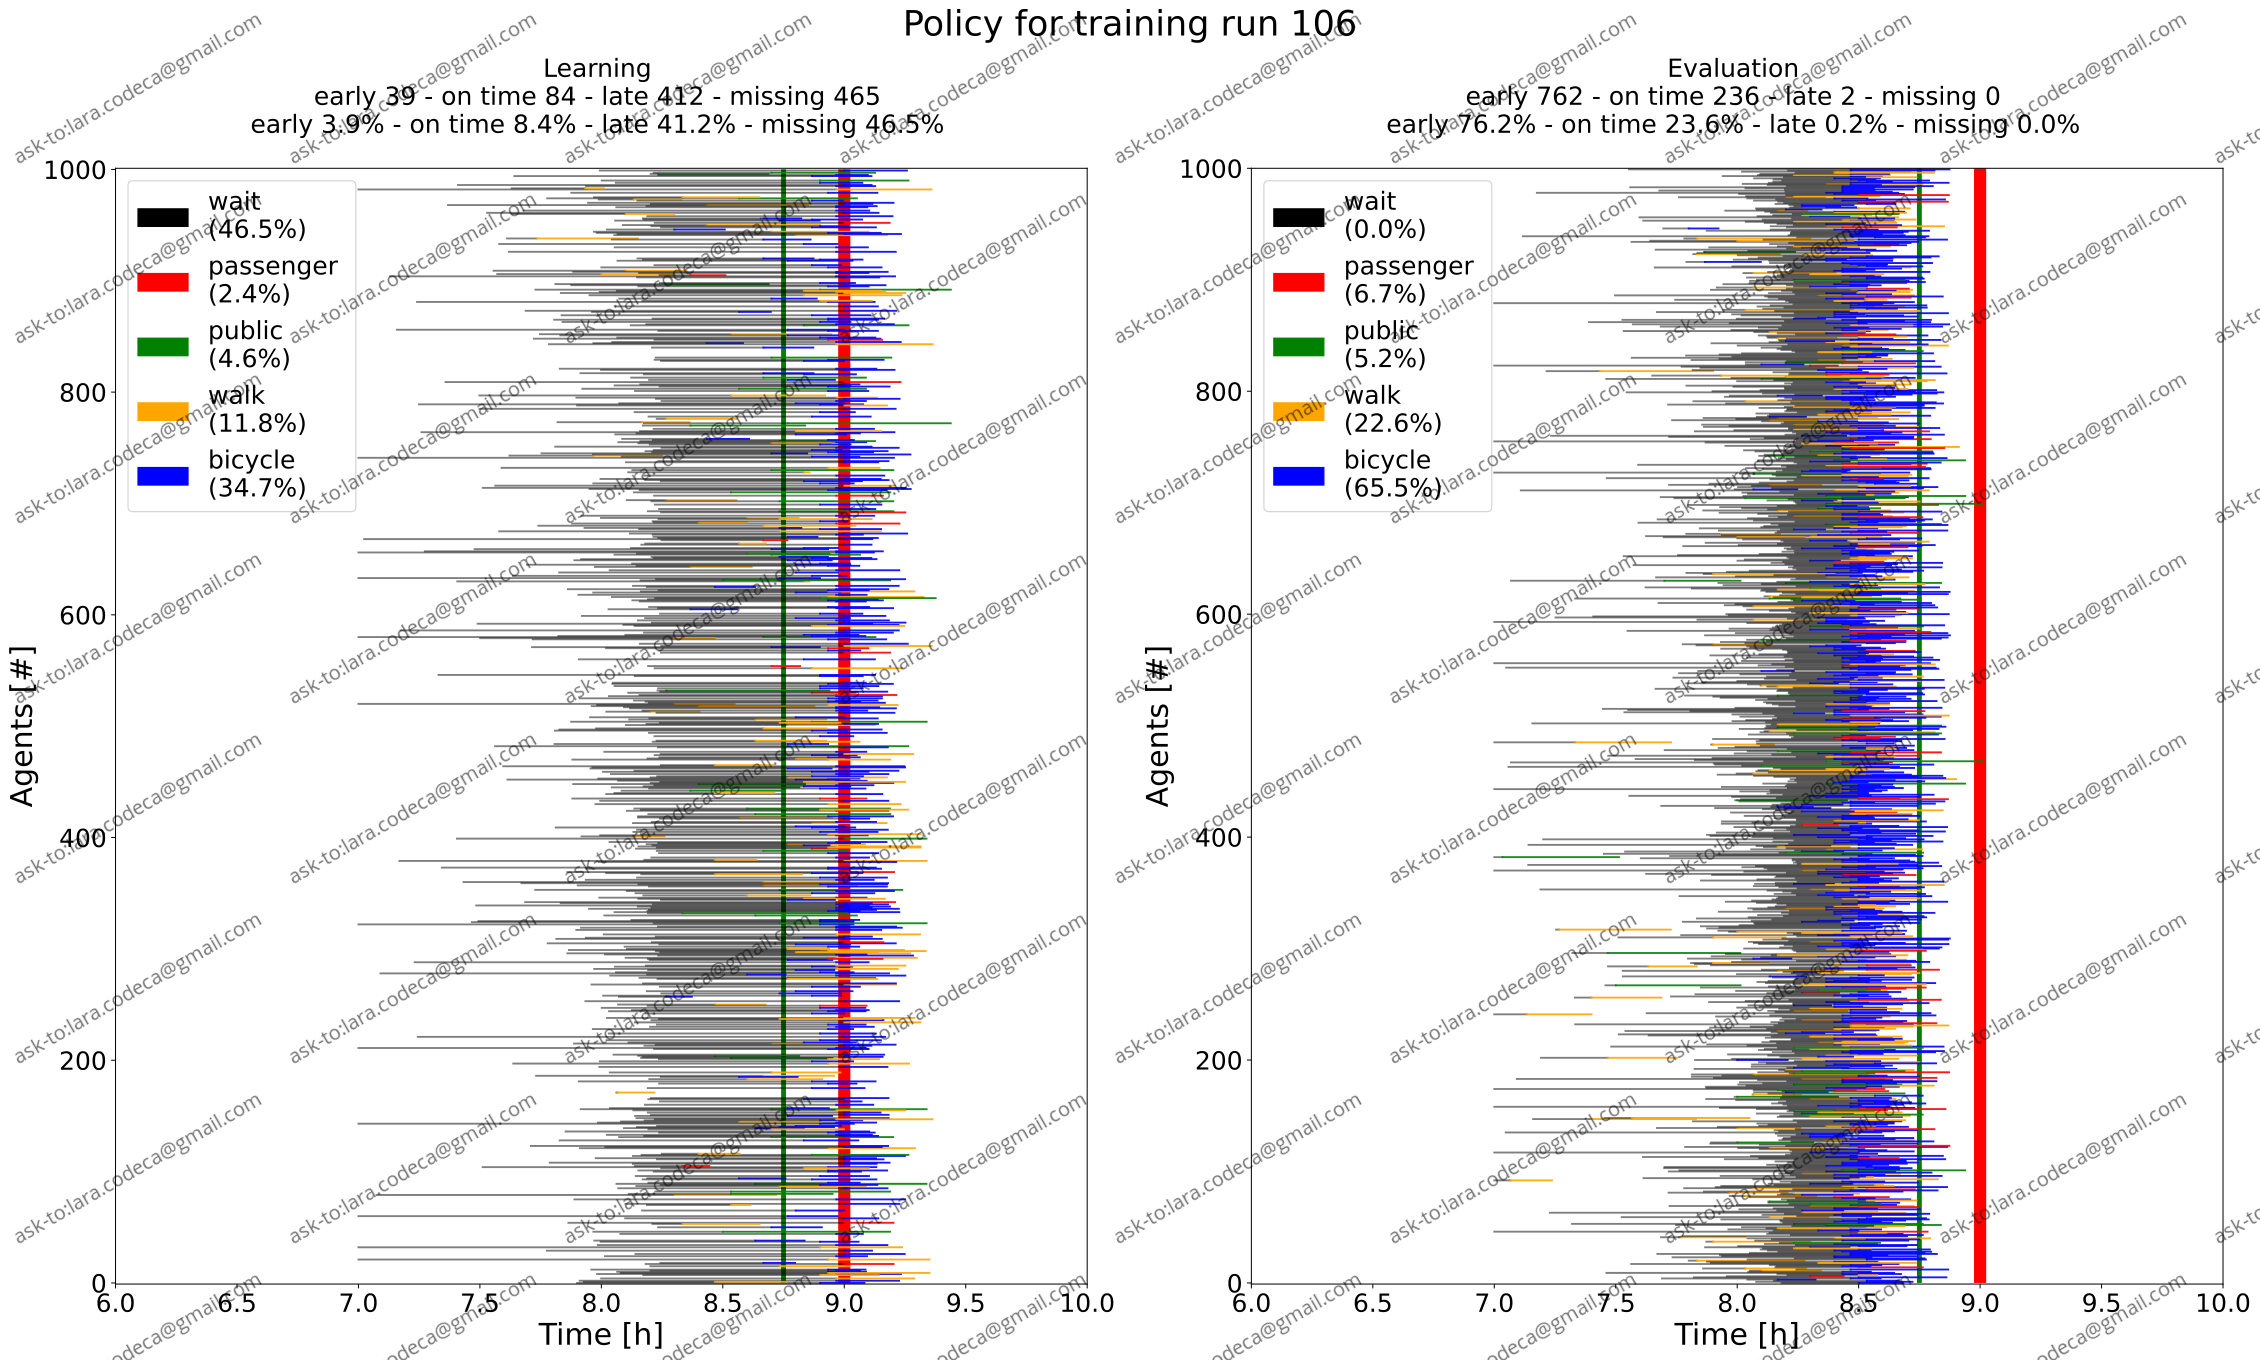 Policy for training run 106
Learning
early 39 - on time 84 - late 412 - missing 465
early 3.9% - on time 8.4% - late 41.2% - missing 46.5%
1000
800
600
400
200
0
Agents [#]
wait
(46.5%)
passenger
(2.4%)
public
(4.6%)
walk
(11.8%)
bicycle
(34.7%)
6.0 6.5 7.0 7.5 8.0 8.5 9.0 9.5 10.0
Time [h]
Evaluation
early 762 - on time 236 - late 2 - missing 0
early 76.2% - on time 23.6% - late 0.2% - missing 0.0%
1000
800
600
400
200
0
Agents [#]
wait
(0.0%)
passenger
(6.7%)
public
(5.2%)
walk
(22.6%)
bicycle
(65.5%)
6.0 6.5 7.0 7.5 8.0 8.5 9.0 9.5 10.0
Time [h]
ask-to:lara.codeca@gmail.com